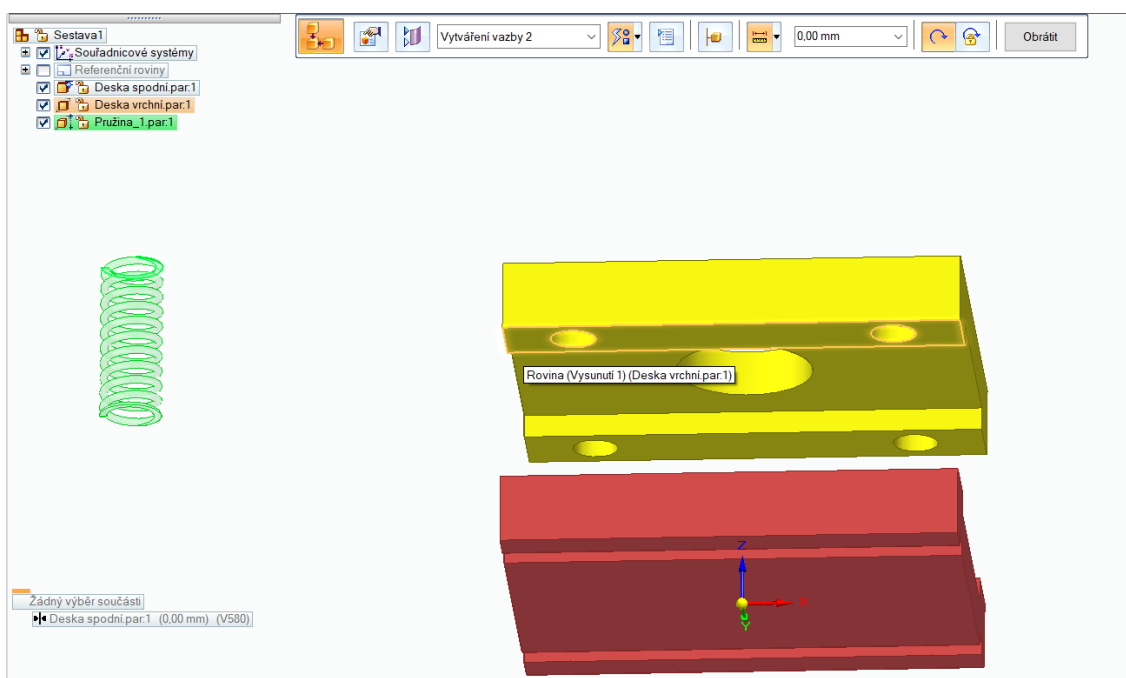 Sestava1
Souřadnicové systémy
Referenční roviny
Deska spodní.par:1
Deska vrchní.par:1
Pružina_1.par:1
Vytváření vazby 2
0,00 mm
Obrátit
Rovina (Vysunutí 1) (Deska vrchní.par:1)
Z
X
Y
Žádný výběr součásti
Deska spodní.par:1 (0,00 mm) (V580)